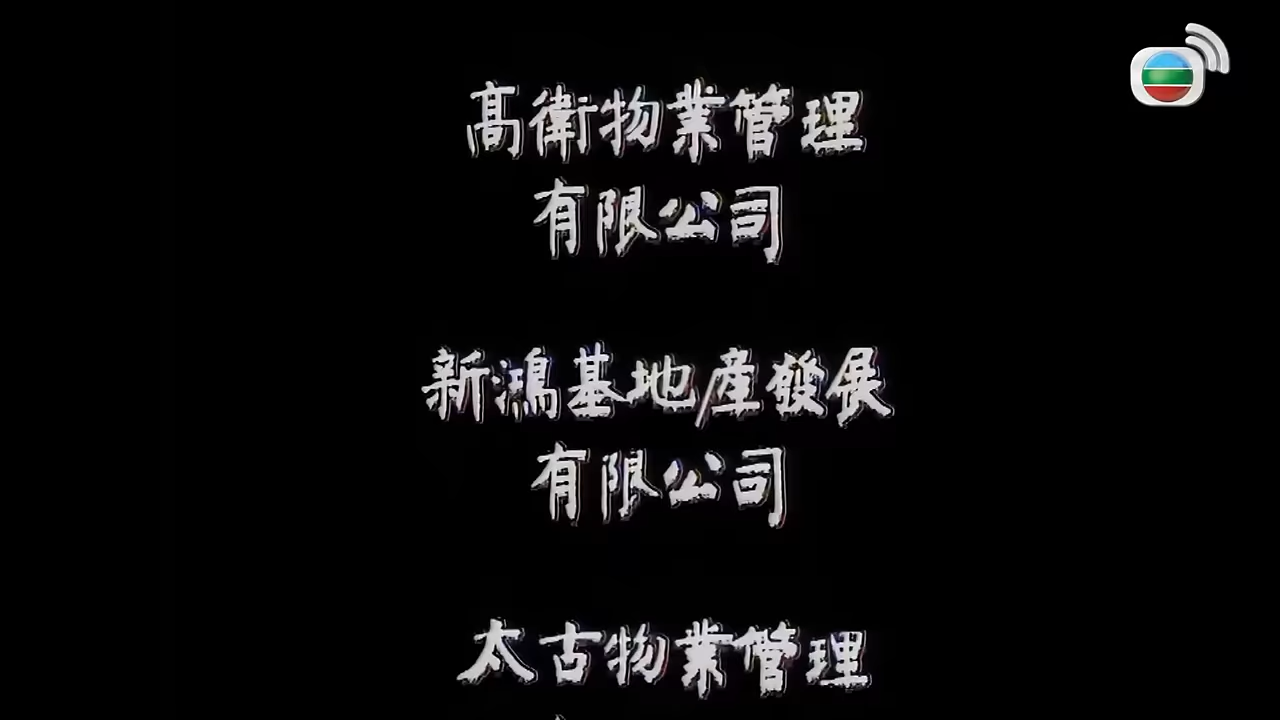 高衛物業管理
有限公司
新鴻基地產發展
有限公司
太古物業管理